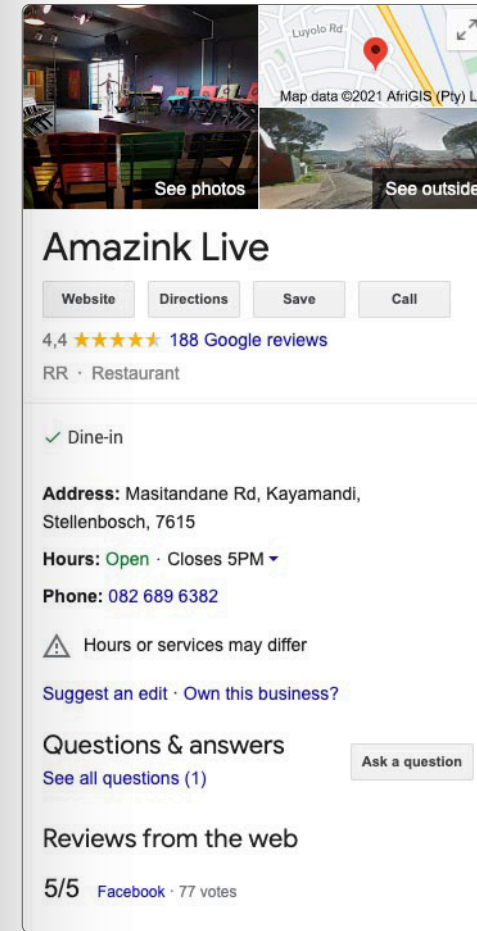 Luyolo Rd
Map data ©2021 AfriGIS (Pty) L
See photos
See outside
Amazink Live
Website Directions Save Call
4,4 188 Google reviews
RR · Restaurant
Dine-in
Address: Masitandane Rd, Kayamandi,
Stellenbosch, 7615
Hours: Open · Closes 5PM
Phone: 082 689 6382
Hours or services may differ
Suggest an edit · Own this business?
Questions & answers
Ask a question
See all questions (1)
Reviews from the web
5/5 Facebook · 77 votes